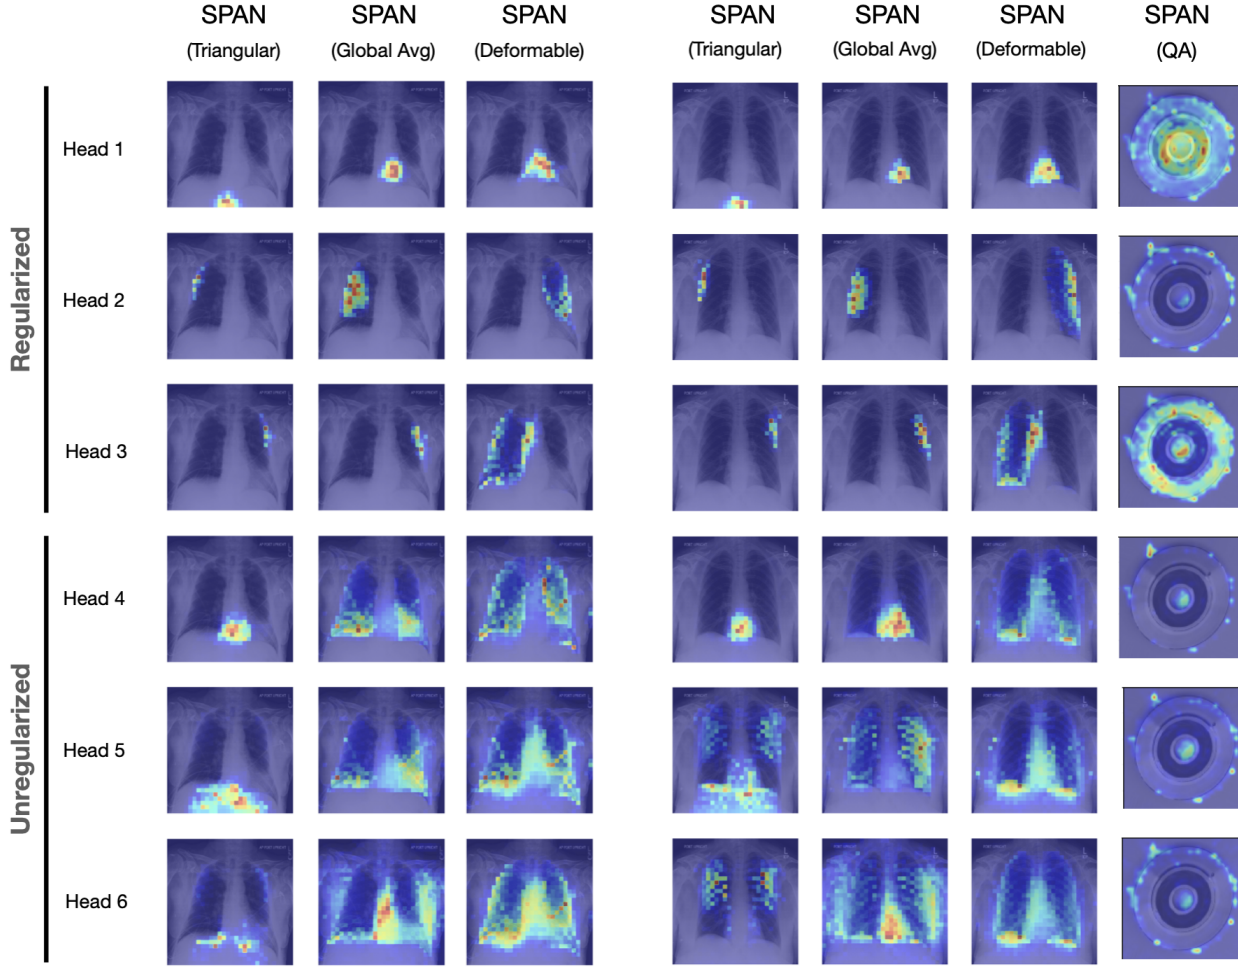 SPAN SPAN SPAN SPAN SPAN SPAN SPAN
(Triangular) (Global Avg) (Deformable) (Triangular) (Global Avg) (Deformable) (QA)
Regularized
Head 1
Head 2
Head 3
Unregularized
Head 4
Head 5
Head 6